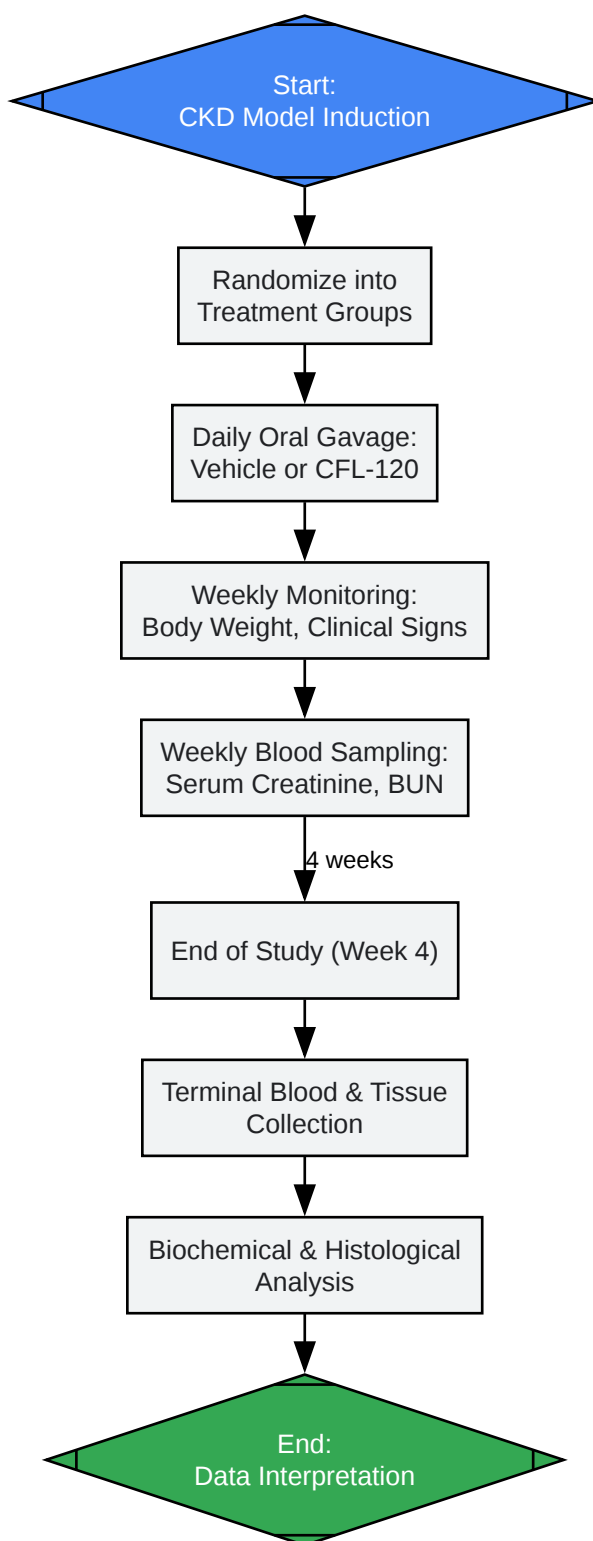 Start:
CKD Model Induction
Randomize into
Treatment Groups
Daily Oral Gavage:
Vehicle or CFL-120
Weekly Monitoring:
Body Weight, Clinical Signs
Weekly Blood Sampling:
Serum Creatinine, BUN
4 weeks
End of Study (Week 4)
Terminal Blood & Tissue
Collection
Biochemical & Histological
Analysis
End:
Data Interpretation